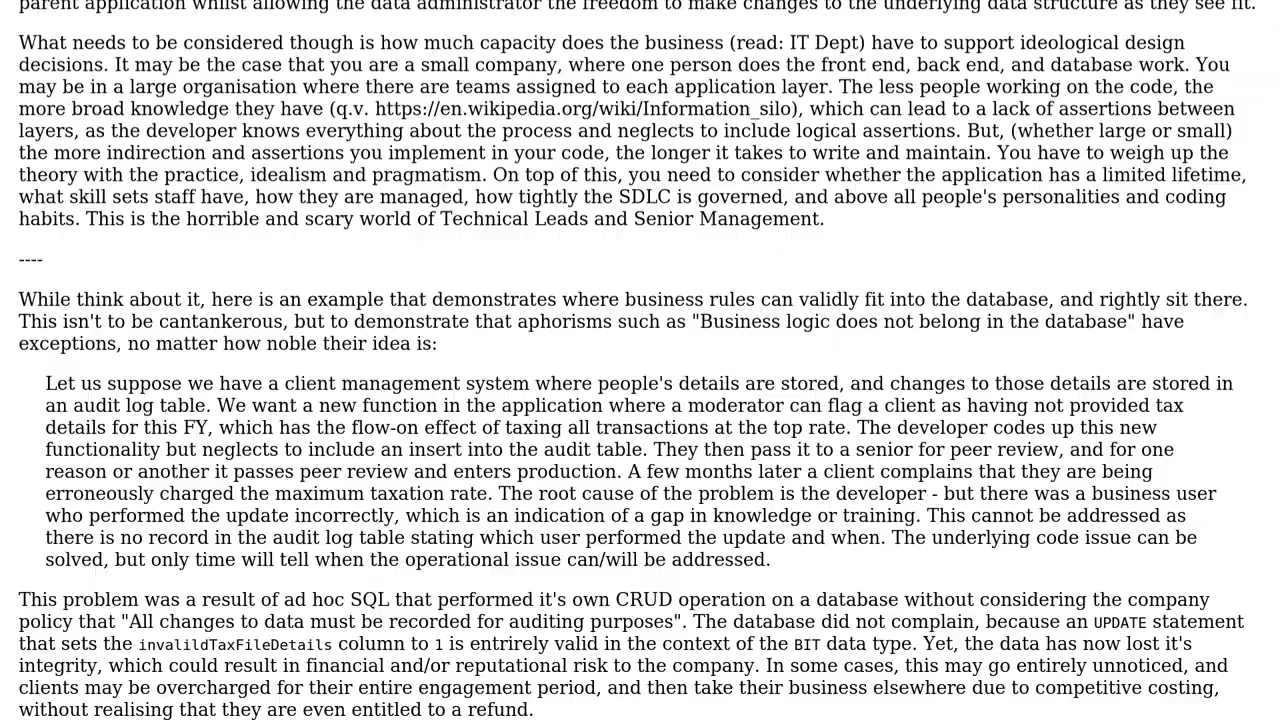 parent application whilst allowing the data administrator the freedom to make changes to the underlying data structure as they see fit.
What needs to be considered though is how much capacity does the business (read: IT Dept) have to support ideological design
decisions. It may be the case that you are a small company, where one person does the front end, back end, and database work. You
may be in a large organisation where there are teams assigned to each application layer. The less people working on the code, the
more broad knowledge they have (q.v. https://en.wikipedia.org/wiki/Information_silo), which can lead to a lack of assertions between
layers, as the developer knows everything about the process and neglects to include logical assertions. But, (whether large or small)
the more indirection and assertions you implement in your code, the longer it takes to write and maintain. You have to weigh up the
theory with the practice, idealism and pragmatism. On top of this, you need to consider whether the application has a limited lifetime,
what skill sets staff have, how they are managed, how tightly the SDLC is governed, and above all people's personalities and coding
habits. This is the horrible and scary world of Technical Leads and Senior Management.
----
While think about it, here is an example that demonstrates where business rules can validly fit into the database, and rightly sit there.
This isn't to be cantankerous, but to demonstrate that aphorisms such as "Business logic does not belong in the database" have
exceptions, no matter how noble their idea is:
Let us suppose we have a client management system where people's details are stored, and changes to those details are stored in
an audit log table. We want a new function in the application where a moderator can flag a client as having not provided tax
details for this FY, which has the flow-on effect of taxing all transactions at the top rate. The developer codes up this new
functionality but neglects to include an insert into the audit table. They then pass it to a senior for peer review, and for one
reason or another it passes peer review and enters production. A few months later a client complains that they are being
erroneously charged the maximum taxation rate. The root cause of the problem is the developer - but there was a business user
who performed the update incorrectly, which is an indication of a gap in knowledge or training. This cannot be addressed as
there is no record in the audit log table stating which user performed the update and when. The underlying code issue can be
solved, but only time will tell when the operational issue can/will be addressed.
This problem was a result of ad hoc SQL that performed it's own CRUD operation on a database without considering the company
policy that "All changes to data must be recorded for auditing purposes". The database did not complain, because an UPDATE statement
that sets the invalildTaxFileDetails column to 1 is entrirely valid in the context of the BIT data type. Yet, the data has now lost it's
integrity, which could result in financial and/or reputational risk to the company. In some cases, this may go entirely unnoticed, and
clients may be overcharged for their entire engagement period, and then take their business elsewhere due to competitive costing,
without realising that they are even entitled to a refund.